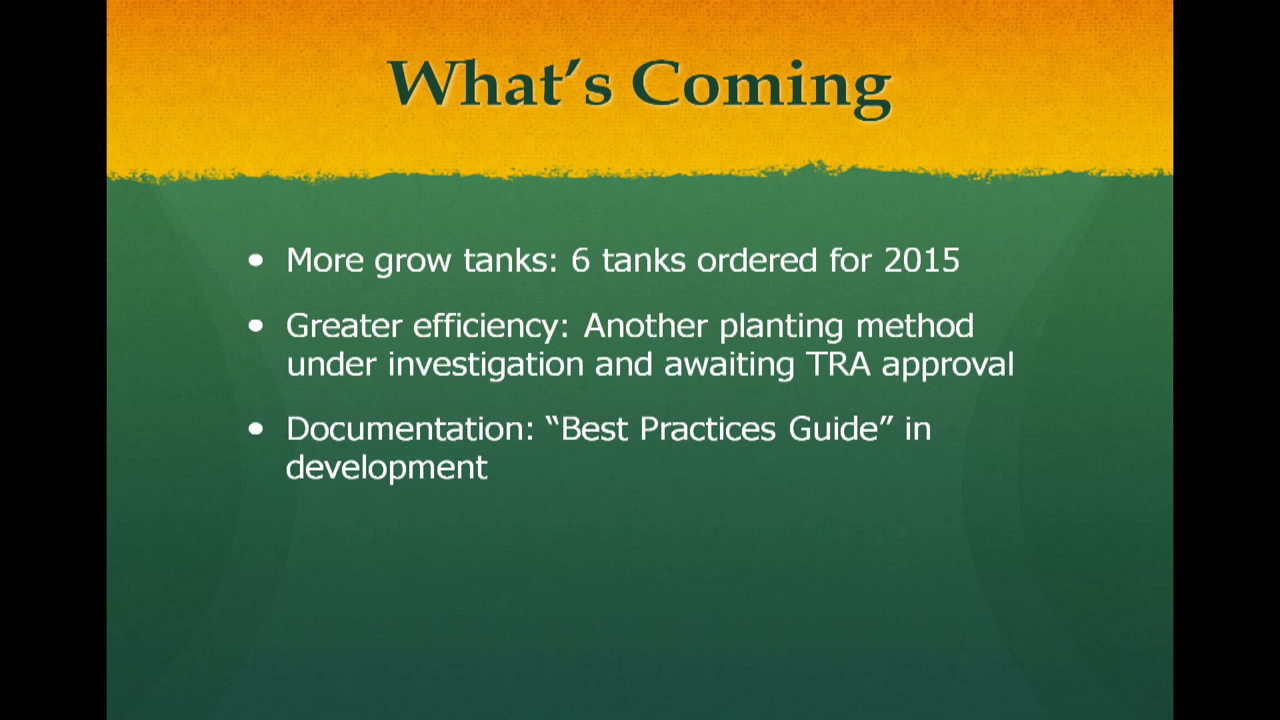 What’s Coming
• More grow tanks: 6 tanks ordered for 2015
• Greater efficiency: Another planting method
under investigation and awaiting TRA approval
• Documentation: “Best Practices Guide” in
development